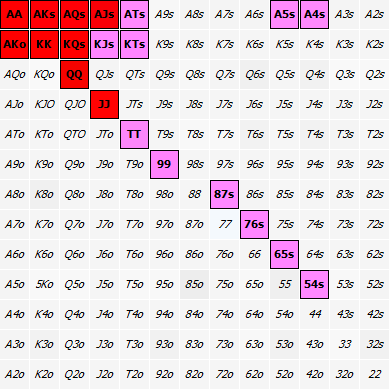 AA AKs AQs AJs ATs A9s A8s A7s A6s A5s A4s A3s A2s
AKo KK KQs KJs KTs K9s K8s K7s K6s K5s K4s K3s K2s
AQo KQo QQ QJs QTs Q9s Q8s Q7s Q6s Q5s Q4s Q3s Q2s
AJo KJO QJO JJ JTs J9s J8s J7s J6s J5s J4s J3s J2s
ATo KTo QTO JTo TT T9s T8s T7s T6s T5s T4s T3s T2s
A9o K9o Q9o J9o T9o 99 98s 97s 96s 95s 94s 93s 92s
A8o K8o Q8o J8o T8o 98o 88 87s 86s 85s 84s 83s 82s
A7o K7o Q7o J7o T7o 97o 87o 77 76s 75s 74s 73s 72s
A6o K6o Q6o J6o T6o 96o 86o 76o 66 65s 64s 63s 62s
A5o 5Ko Q5o J5o T5o 95o 85o 75o 65o 55 54s 53s 52s
A4o K4o Q4o J4o T4o 94o 84o 74o 64o 54o 44 43s 42s
A3o K3o Q3o J3o T3o 93o 83o 73o 63o 53o 43o 33 32s
A2o K2o Q2o J2o T2o 92o 82o 72o 62o 52o 42o 32o 22